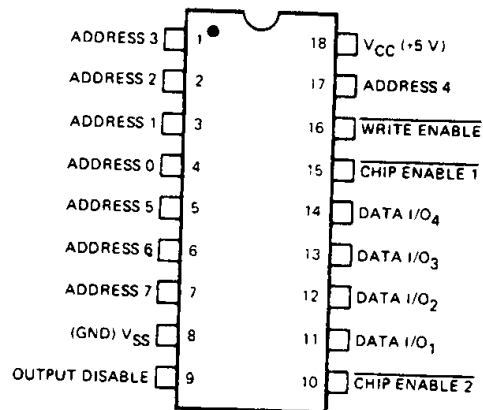 ADDRESS 3 1 18 VCC (+5 V)
ADDRESS 2 2 17 ADDRESS 4
ADDRESS 1 3 16 WRITE ENABLE
ADDRESS 0 4 15 CHIP ENABLE 1
ADDRESS 5 5 14 DATA I/O4
ADDRESS 6 6 13 DATA I/O3
ADDRESS 7 7 12 DATA I/O2
(GND) VSS 8 11 DATA I/O1
OUTPUT DISABLE 9 10 CHIP ENABLE 2